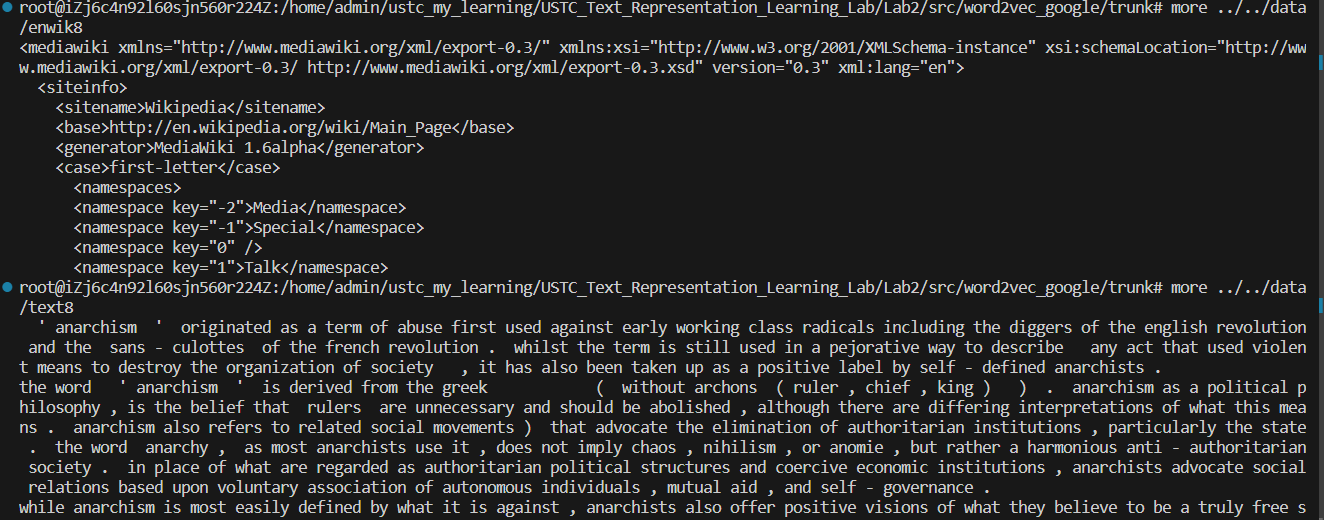 root@iZj6c4n92l60sjn560r224Z:/home/admin/ustc_my_learning/USTC_Text_Representation_Learning_Lab/Lab2/src/word2vec_google/trunk# more ../../data
/enwik8
<mediawiki xmlns="http://www.mediawiki.org/xml/export-0.3/" xmlns:xsi="http://www.w3.org/2001/XMLSchema-instance" xsi:schemaLocation="http://ww
w.mediawiki.org/xml/export-0.3/ http://www.mediawiki.org/xml/export-0.3.xsd" version="0.3" xml:lang="en">
  <siteinfo>
    <sitename>Wikipedia</sitename>
    <base>http://en.wikipedia.org/wiki/Main_Page</base>
    <generator>MediaWiki 1.6alpha</generator>
    <case>first-letter</case>
      <namespaces>
      <namespace key="-2">Media</namespace>
      <namespace key="-1">Special</namespace>
      <namespace key="0" />
      <namespace key="1">Talk</namespace>
root@iZj6c4n92l60sjn560r224Z:/home/admin/ustc_my_learning/USTC_Text_Representation_Learning_Lab/Lab2/src/word2vec_google/trunk# more ../../data
/text8
  ' anarchism  '  originated as a term of abuse first used against early working class radicals including the diggers of the english revolution
 and the  sans - culottes  of the french revolution .  whilst the term is still used in a pejorative way to describe   any act that used violen
t means to destroy the organization of society   , it has also been taken up as a positive label by self - defined anarchists .
the word   ' anarchism  '  is derived from the greek            (  without archons  ( ruler , chief , king )   )  .  anarchism as a political p
hilosophy , is the belief that  rulers  are unnecessary and should be abolished , although there are differing interpretations of what this mea
ns .  anarchism also refers to related social movements )  that advocate the elimination of authoritarian institutions , particularly the state
 .  the word  anarchy ,  as most anarchists use it , does not imply chaos , nihilism , or anomie , but rather a harmonious anti - authoritarian
 society .  in place of what are regarded as authoritarian political structures and coercive economic institutions , anarchists advocate social
 relations based upon voluntary association of autonomous individuals , mutual aid , and self - governance .
while anarchism is most easily defined by what it is against , anarchists also offer positive visions of what they believe to be a truly free s